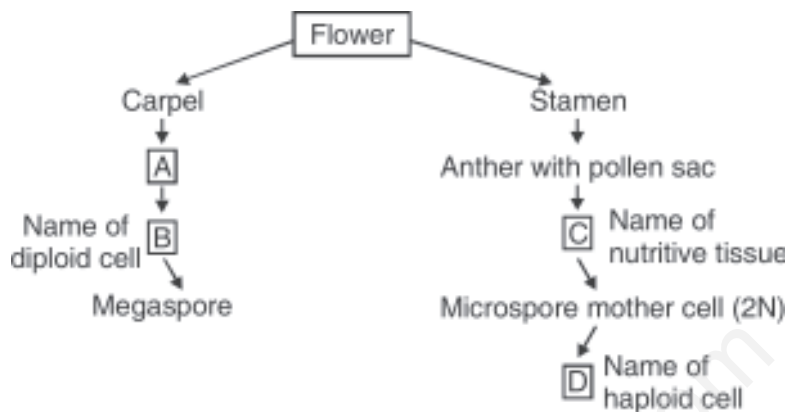 Flower
Carpel
Stamen
A
Anther with pollen sac
Name of
diploid cell
B
C
Name of
nutritive tissue
Megaspore
Microspore mother cell (2N)
D
Name of
haploid cell
m